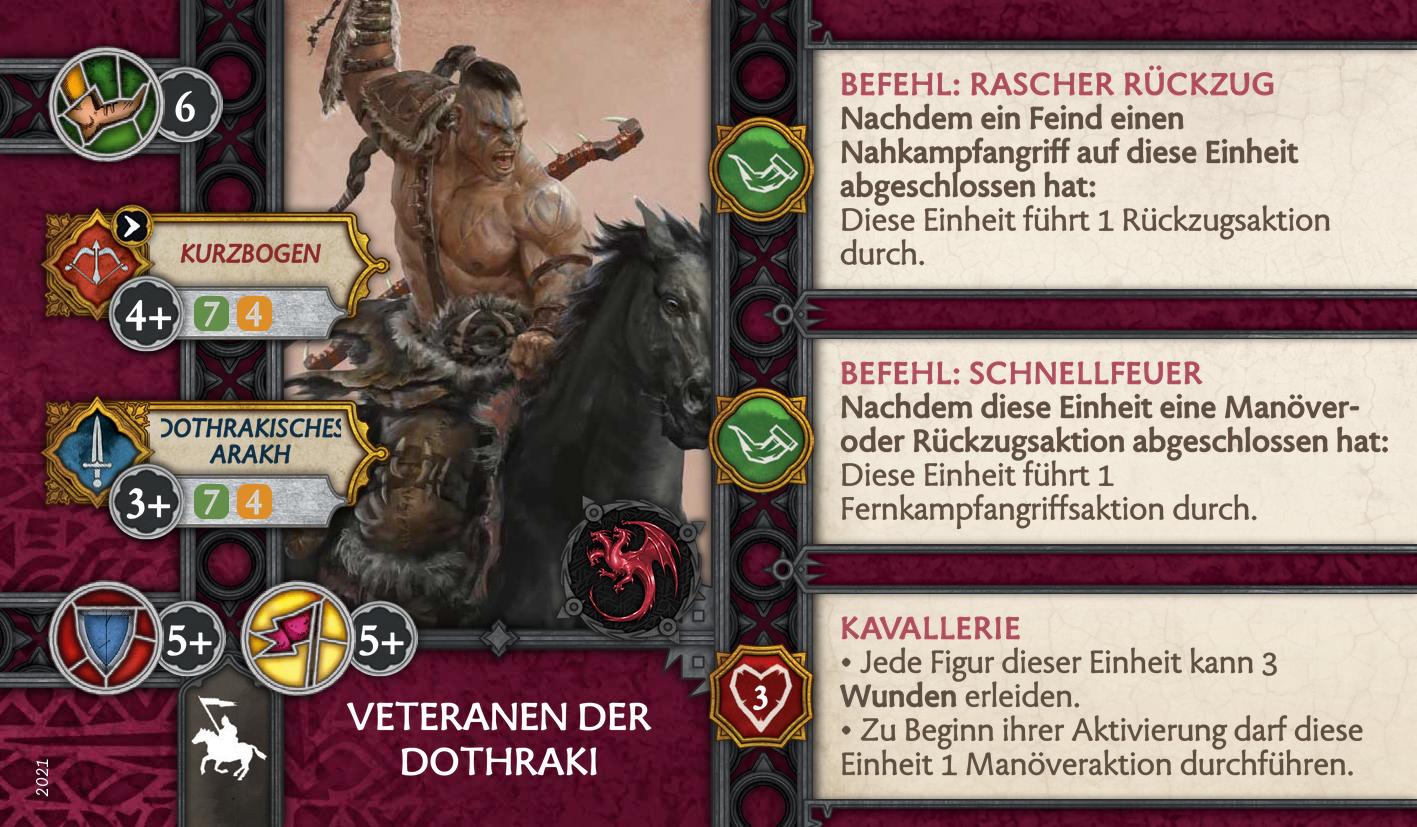 6
KURZBOGEN
4+ 7 4
DOTHRAKISCHES
ARAKH
3+ 7 4
5+ 5+
VETERANEN DER
DOTHRAKI
2021
BEFEHL: RASCHER RÜCKZUG
Nachdem ein Feind einen
Nahkampfangriff auf diese Einheit
abgeschlossen hat:
Diese Einheit führt 1 Rückzugsaktion
durch.
BEFEHL: SCHNELLFEUER
Nachdem diese Einheit eine Manöver-
oder Rückzugsaktion abgeschlossen hat:
Diese Einheit führt 1
Fernkampfangriffsaktion durch.
3
KAVALLERIE
• Jede Figur dieser Einheit kann 3
Wunden erleiden.
• Zu Beginn ihrer Aktivierung darf diese
Einheit 1 Manöveraktion durchführen.